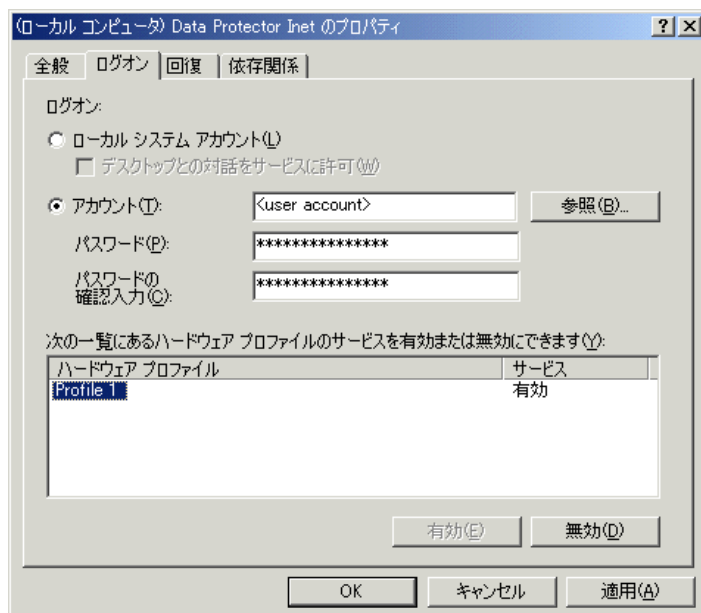 (ローカル コンピュータ) Data Protector Inet のプロパティ
全般 ログオン 回復 依存関係
ログオン:
ローカル システム アカウント(L)
デスクトップとの対話をサービスに許可(W)
アカウント(T): <user account> 参照(B)...
パスワード(P): ***************
パスワードの
確認入力(C): ***************
次の一覧にあるハードウェア プロファイルのサービスを有効または無効にできます(Y):
ハードウェア プロファイル サービス
Profile 1 有効
有効(E) 無効(D)
OK キャンセル 適用(A)